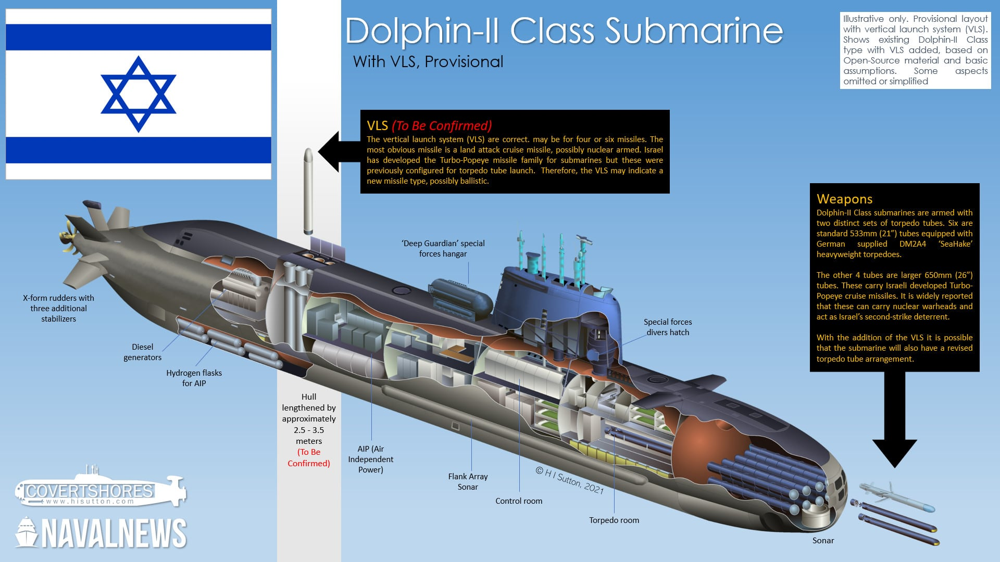 Dolphin-II Class Submarine
With VLS, Provisional
Illustrative only. Provisional layout
with vertical launch system (VLS).
Shows existing Dolphin-II Class
type with VLS added, based on
Open-Source material and basic
assumptions. Some aspects
omitted or simplified
VLS (To Be Confirmed)
The vertical launch system (VLS) are correct. may be for four or six missiles. The
most obvious missile is a land attack cruise missile, possibly nuclear armed. Israel
has developed the Turbo-Popeye missile family for submarines but these were
previously configured for torpedo tube launch. Therefore, the VLS may indicate a
new missile type, possibly ballistic.
Weapons
Dolphin-II Class submarines are armed with
two distinct sets of torpedo tubes. Six are
standard 533mm (21”) tubes equipped with
German supplied DM2A4 ‘SeaHake’
heavyweight torpedoes.
The other 4 tubes are larger 650mm (26”)
tubes. These carry Israeli developed Turbo-
Popeye cruise missiles. It is widely reported
that these can carry nuclear warheads and
act as Israel’s second-strike deterrent.
With the addition of the VLS it is possible
that the submarine will also have a revised
torpedo tube arrangement.
‘Deep Guardian’ special
forces hangar
X-form rudders with
three additional
stabilizers
Special forces
divers hatch
Diesel
generators
Hydrogen flasks
for AIP
Hull
lengthened by
approximately
2.5 - 3.5
meters
(To Be
Confirmed)
AIP (Air
Independent
Power)
Flank Array
Sonar
Control room
Torpedo room
Sonar
© H I Sutton, 2021
COVERTSHORES
www.hisutton.com
NAVALNEWS